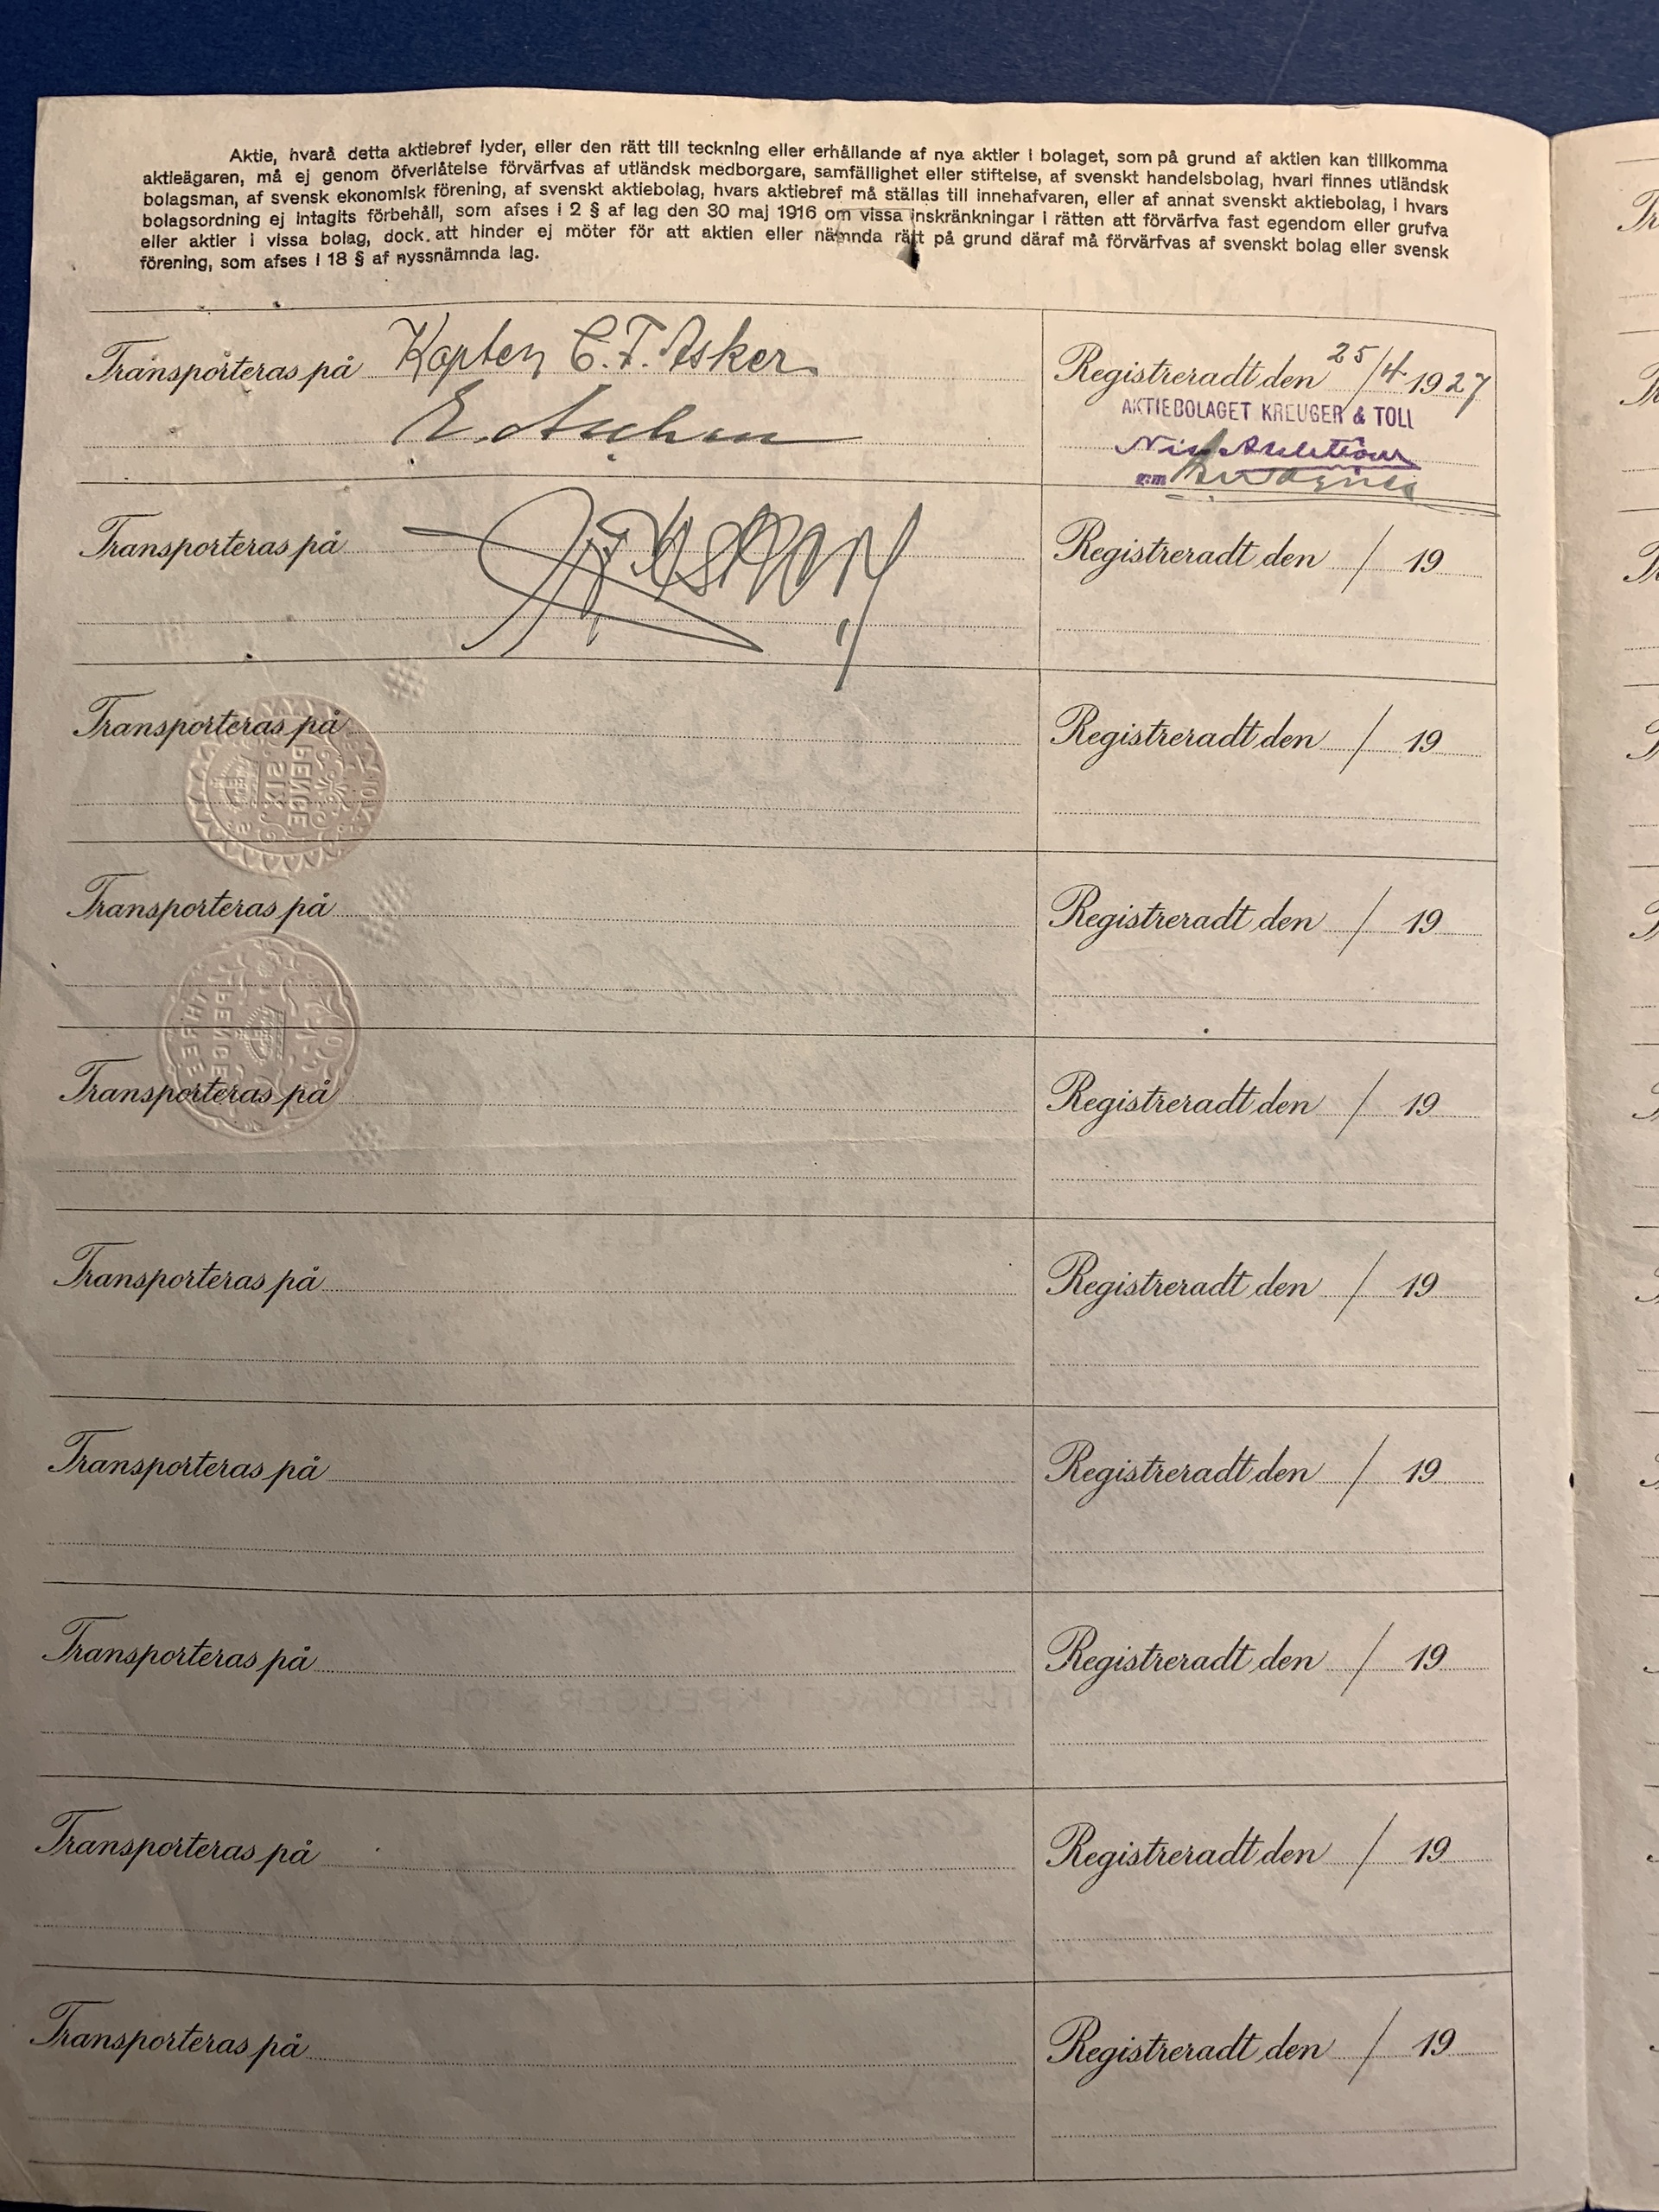 Aktie, hvarå detta aktiebref lyder, eller den rätt till teckning eller erhållande af nya aktier i bolaget, som på grund af aktien kan tillkomma
aktieägaren, må ej genom öfverlåtelse förvärfvas af utländsk medborgare, samfällighet eller stiftelse, af svenskt handelsbolag, hvari finnes utländsk
bolagsman, af svensk ekonomisk förening, af svenskt aktiebolag, hvars aktiebref må ställas till innehafvaren, eller af annat svenskt aktiebolag, i hvars
bolagsordning ej intagits förbehåll, som afses i 2 § af lag den 30 maj 1916 om vissa inskränkningar i rätten att förvärfva fast egendom eller grufva
eller aktier i vissa bolag, dock att hinder ej möter för att aktien eller nämnda rätt på grund däraf må förvärfvas af svenskt bolag eller svensk
förening, som afses i 18 § af nyssnämnda lag.
Transporteras på Kapten C. F. Asker Registreradt den 25/4 1927
AKTIEBOLAGET KREUGER & TOLL
E.
Transporteras på Registreradt den / 19
Transporteras på Registreradt den / 19
SIX
PENCE
Transporteras på Registreradt den / 19
THREE
PENCE
Transporteras på Registreradt den / 19
Transporteras på Registreradt den / 19
Transporteras på Registreradt den / 19
Transporteras på Registreradt den / 19
Transporteras på Registreradt den / 19
Transporteras på Registreradt den / 19